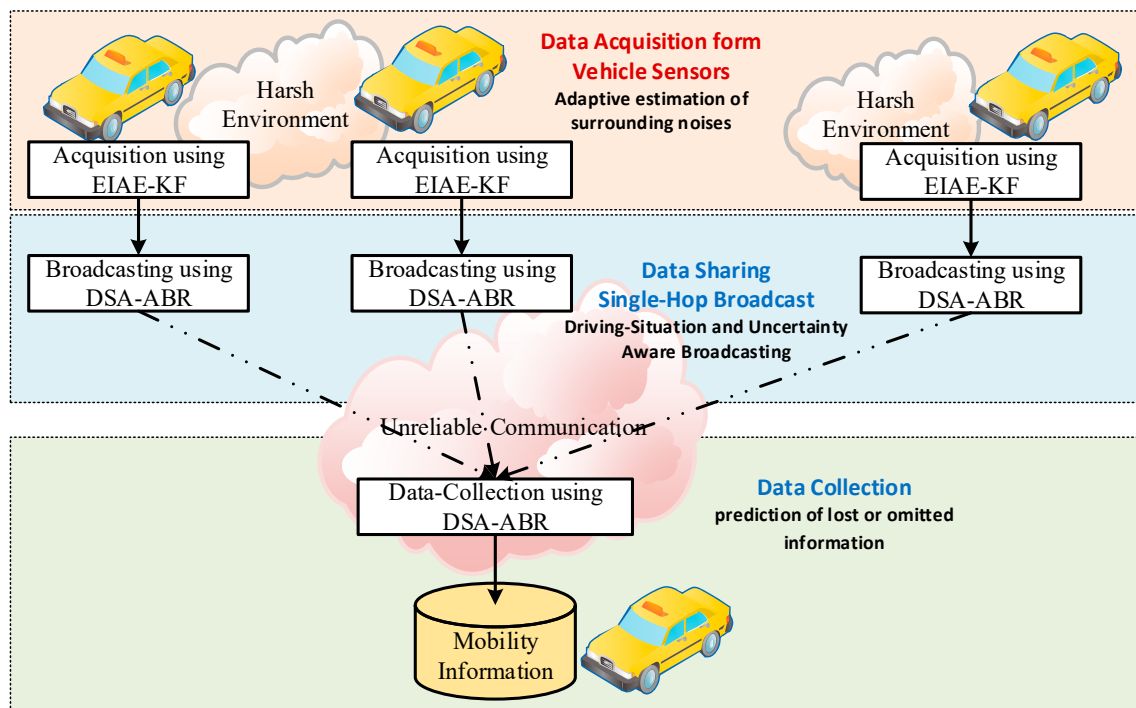 Data Acquisition form
Vehicle Sensors
Adaptive estimation of
surrounding noises
Harsh
Environment
Harsh
Environment
Acquisition using
EIAE-KF
Acquisition using
EIAE-KF
Acquisition using
EIAE-KF
Broadcasting using
DSA-ABR
Broadcasting using
DSA-ABR
Broadcasting using
DSA-ABR
Data Sharing
Single-Hop Broadcast
Driving-Situation and Uncertainty
Aware Broadcasting
Unreliable Communication
Data-Collection using
DSA-ABR
Data Collection
prediction of lost or omitted
information
Mobility
Information